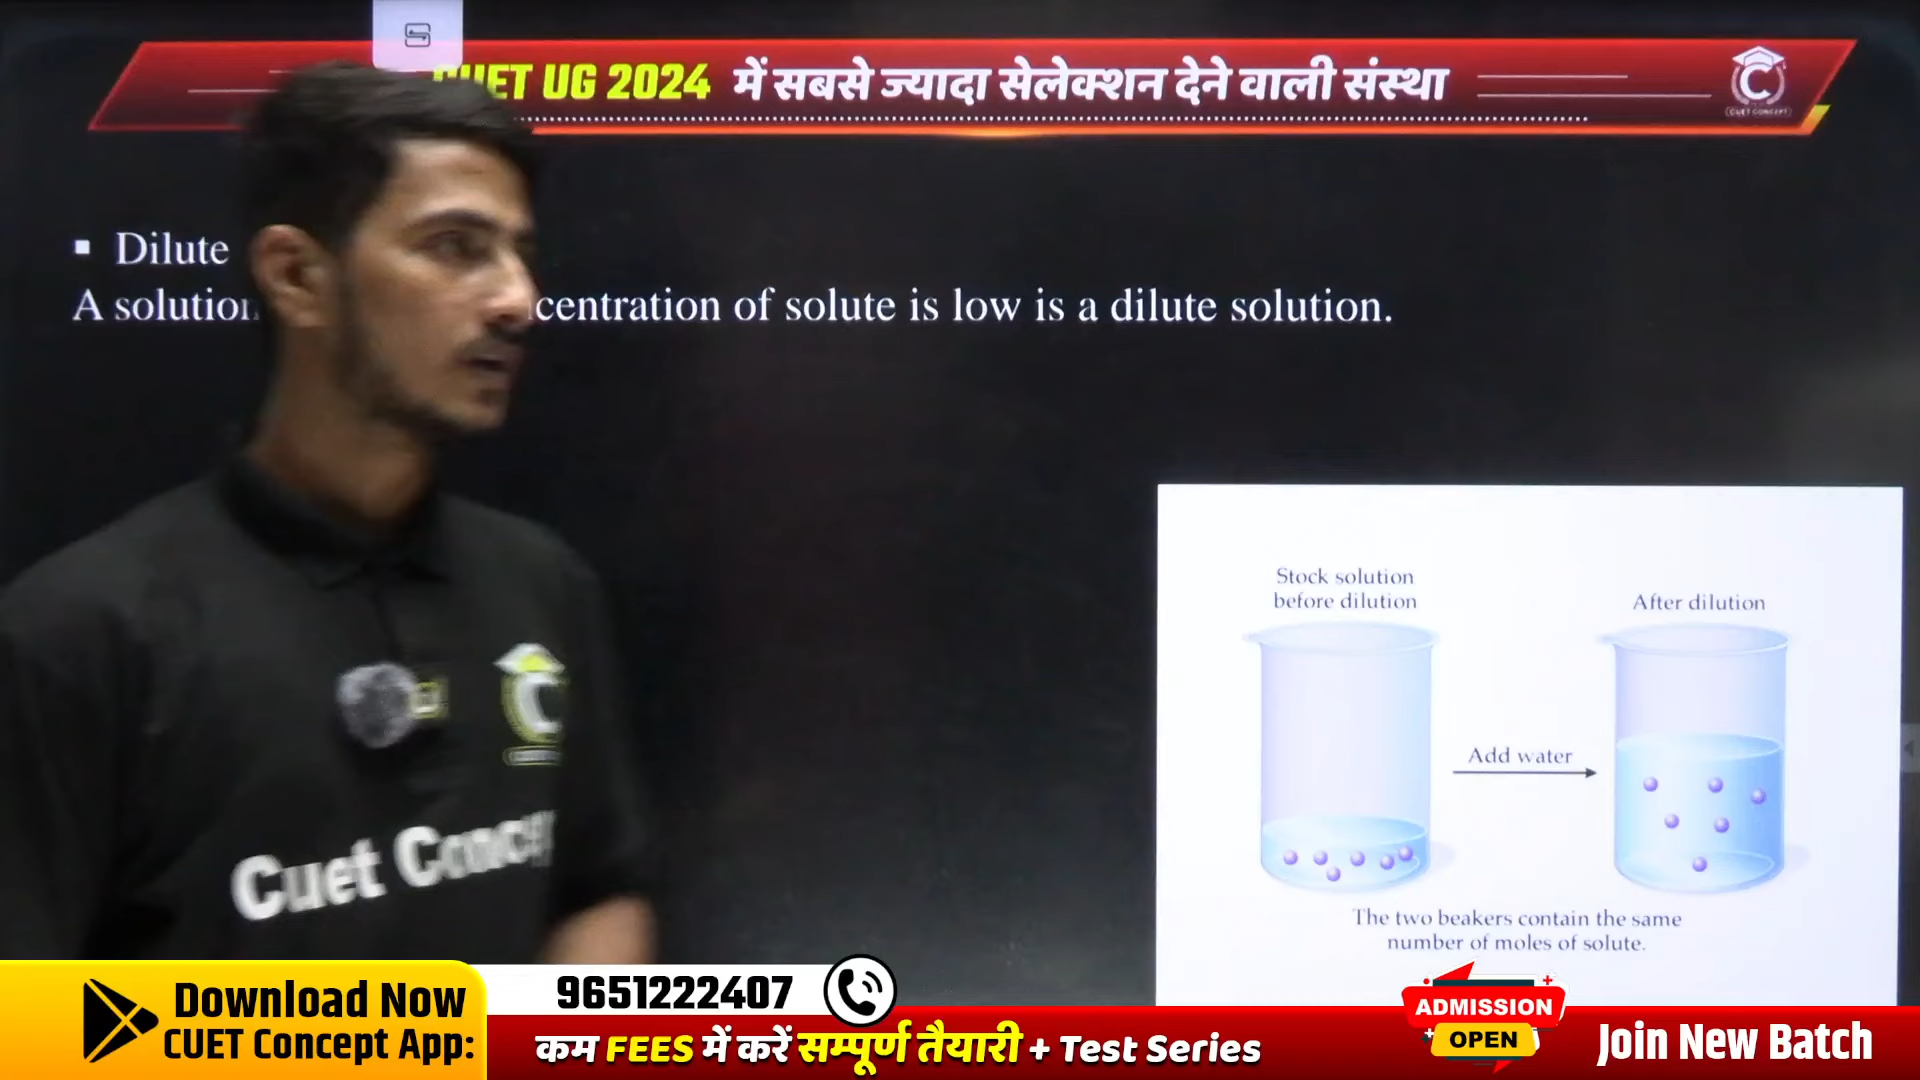 UG 2024 में सबसे ज्यादा सेलेक्शन देने वाली संस्था
CUET CONCEPT
▪ Dilute
A solution of solute is low is a dilute solution.
Stock solution
before dilution
After dilution
Add water
The two beakers contain the same
number of moles of solute.
Cuet
Download Now
CUET Concept App:
9651222407
कम FEES में करें सम्पूर्ण तैयारी + Test Series
ADMISSION
OPEN
Join New Batch